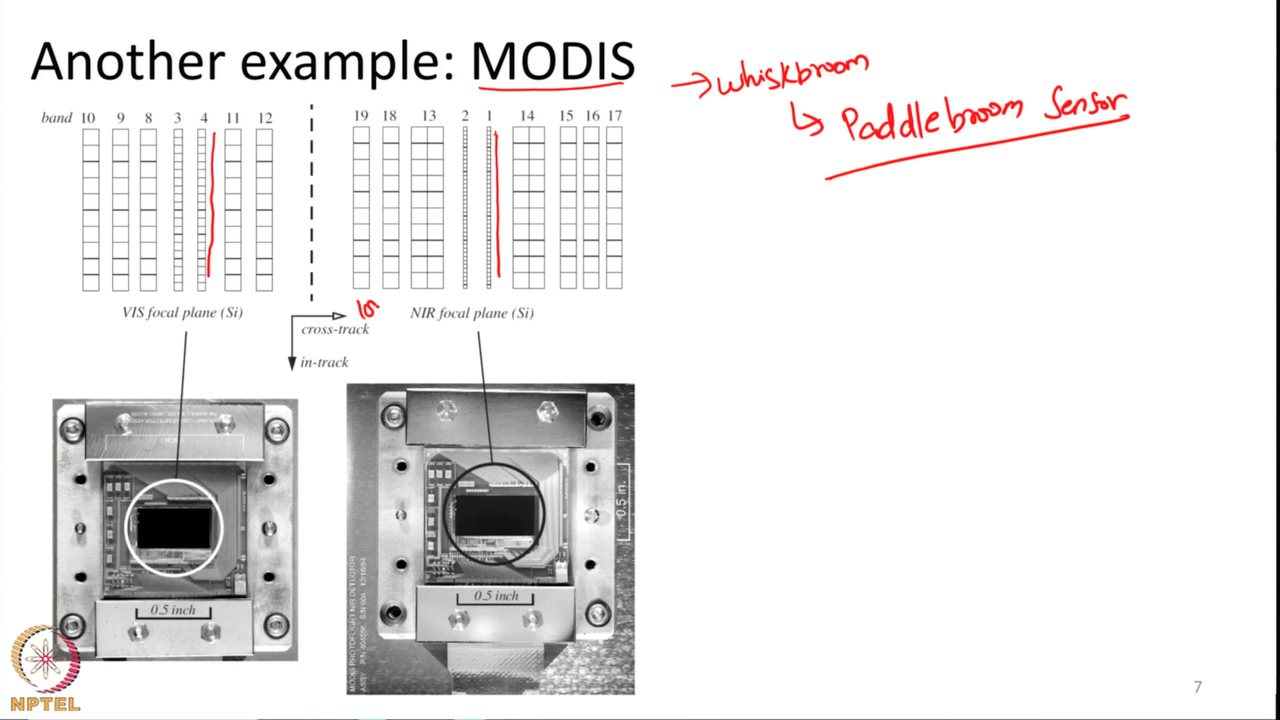 Another example: MODIS
→ Whiskbroom
↳ Paddlebroom Sensor
band 10 9 8 3 4 11 12 19 18 13 2 1 14 15 16 17
VIS focal plane (Si)
NIR focal plane (Si)
cross-track
in-track
0.5 inch
0.5 inch
0.5 in.
7
NPTEL